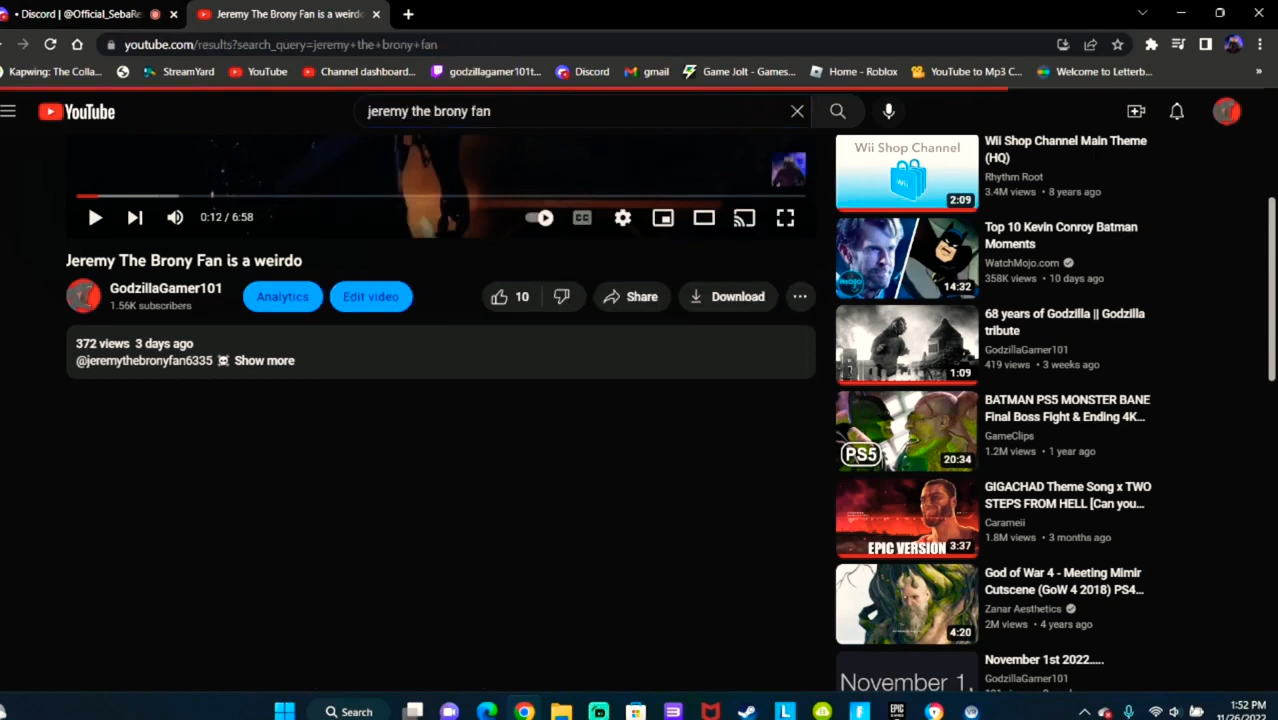 • Discord | @Official_SebaRe
Jeremy The Brony Fan is a weirdo
youtube.com/results?search_query=jeremy+the+brony+fan
Kapwing: The Colla...
StreamYard
YouTube
Channel dashboard...
godzillagamer101t...
Discord
gmail
Game Jolt - Games...
Home - Roblox
YouTube to Mp3 C...
Welcome to Letterb...
»
YouTube
jeremy the brony fan
0:12 / 6:58
CC
Jeremy The Brony Fan is a weirdo
GodzillaGamer101
1.56K subscribers
Analytics
Edit video
10
Share
Download
372 views 3 days ago
@jeremythebronyfan6335 ☠ Show more
Wii Shop Channel
Wii
2:09
Wii Shop Channel Main Theme
(HQ)
Rhythm Root
3.4M views • 8 years ago
mojo
14:32
Top 10 Kevin Conroy Batman
Moments
WatchMojo.com
358K views • 10 days ago
1:09
68 years of Godzilla || Godzilla
tribute
GodzillaGamer101
419 views • 3 weeks ago
PS5
20:34
BATMAN PS5 MONSTER BANE
Final Boss Fight & Ending 4K...
GameClips
1.2M views • 1 year ago
EPIC VERSION
3:37
GIGACHAD Theme Song x TWO
STEPS FROM HELL [Can you...
Carameii
1.8M views • 3 months ago
4:20
God of War 4 - Meeting Mimir
Cutscene (GoW 4 2018) PS4...
Zanar Aesthetics
2M views • 4 years ago
November 1,
November 1st 2022.....
GodzillaGamer101
Search
EPIC
1:52 PM